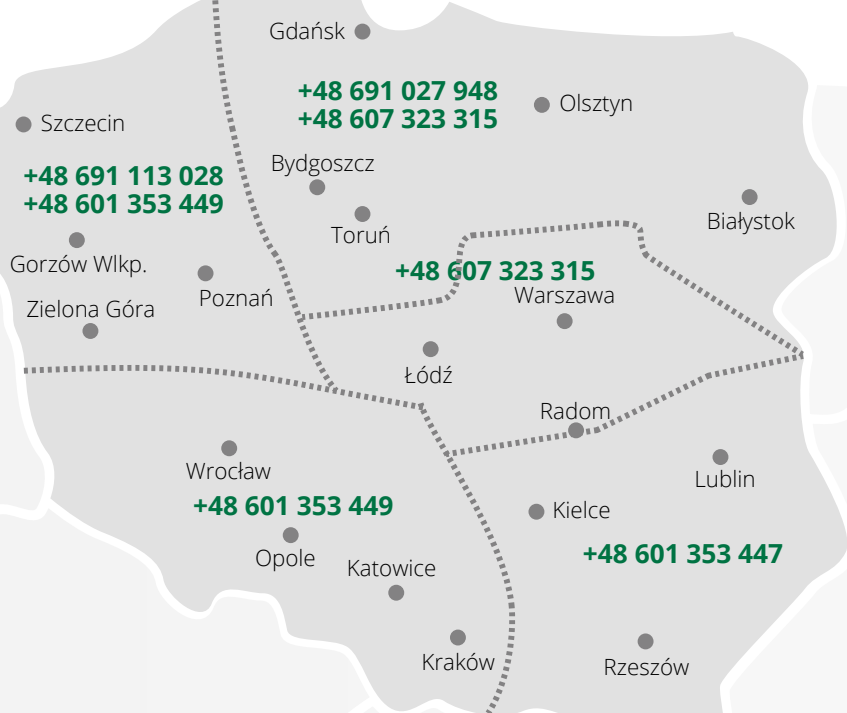 Gdańsk
+48 691 027 948
+48 607 323 315
Olsztyn
Szczecin
Bydgoszcz
+48 691 113 028
+48 601 353 449
Toruń
Białystok
Gorzów Wlkp.
+48 607 323 315
Poznań
Warszawa
Zielona Góra
Łódź
Radom
Wrocław
Lublin
+48 601 353 449
Kielce
Opole
Katowice
+48 601 353 447
Kraków
Rzeszów